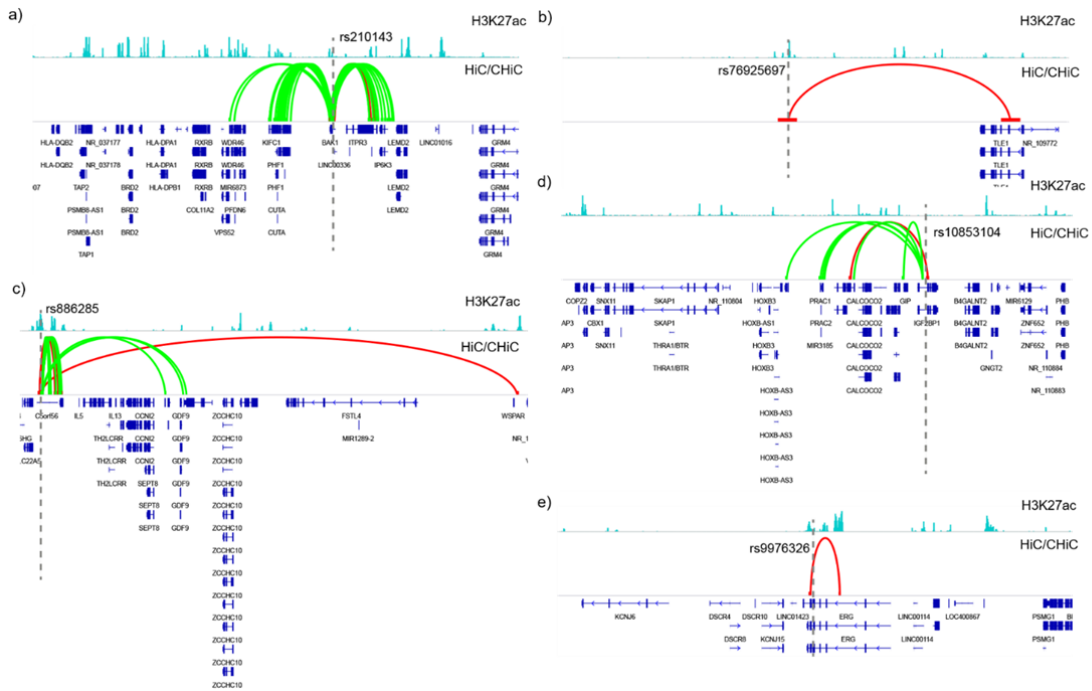 a)
H3K27ac
rs210143
HiC/CHiC
HLA-DQB2 NR_037177 HLA-DPA1 RXRB WDR46 KIFC1 BAK1 ITPR3 LEMD2 LINC01016 GRM4
HLA-DQB2 NR_037178 HLA-DPA1 RXRB WDR46 PHF1 LINC00336 IP6K3 LEMD2 GRM4
07 TAP2 BRD2 HLA-DPB1 RXRB MIR6873 PHF1 LEMD2 GRM4
PSMB8-AS1 BRD2 COL11A2 PFDN6 CUTA GRM4
PSMB8-AS1 BRD2 VPS52 CUTA GRM4
TAP1
b)
H3K27ac
rs76925697
HiC/CHiC
TLE1 NR_109772
TLE1
TLE1
c)
H3K27ac
rs886285
HiC/CHiC
C5orf56 IL5 IL13 CCNI2 GDF9 ZCCHC10 FSTL4 WSPAR
SHG TH2LCRR CCNI2 GDF9 ZCCHC10 MIR1289-2 NR_1
LC22A5 TH2LCRR SEPT8 GDF9 ZCCHC10
SEPT8 GDF9 ZCCHC10
SEPT8 GDF9 ZCCHC10
ZCCHC10
ZCCHC10
ZCCHC10
ZCCHC10
ZCCHC10
ZCCHC10
ZCCHC10
ZCCHC10
d)
H3K27ac
rs10853104
HiC/CHiC
COPZ2 SNX11 SKAP1 NR_110804 HOXB3 PRAC1 CALCOCO2 GIP B4GALNT2 MIR6129 PHB
AP3 CBX1 SKAP1 HOXB-AS1 PRAC2 CALCOCO2 IGF2BP1 B4GALNT2 ZNF652 PHB
AP3 SNX11 THRA1/BTR HOXB3 MIR3185 CALCOCO2 B4GALNT2 ZNF652 PHB
AP3 THRA1/BTR HOXB3 CALCOCO2 GNGT2 NR_110884
AP3 HOXB-AS3 CALCOCO2 NR_110883
HOXB-AS3
HOXB-AS3
HOXB-AS3
HOXB-AS3
e)
H3K27ac
rs9976326
HiC/CHiC
KCNJ6 DSCR4 DSCR10 LINC01423 ERG LINC00114 LOC400867 PSMG1
DSCR8 KCNJ15 ERG LINC00114 PSMG1